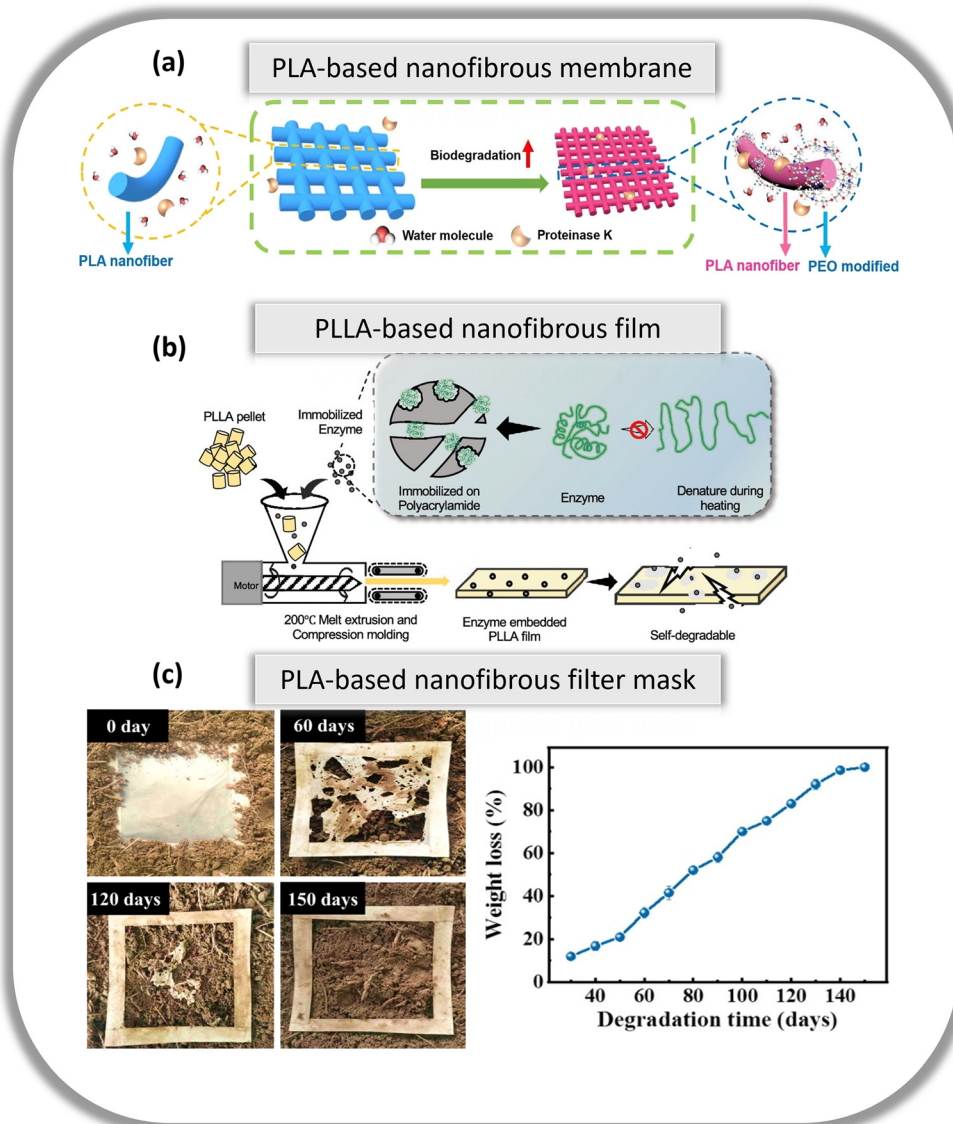 (a)
PLA-based nanofibrous membrane
Biodegradation
Water molecule
Proteinase K
PLA nanofiber
PLA nanofiber
PEO modified
(b)
PLLA-based nanofibrous film
PLLA pellet
Immobilized
Enzyme
Immobilized on
Polyacrylamide
Enzyme
Denature during
heating
Motor
200℃ Melt extrusion and
Compression molding
Enzyme embedded
PLLA film
Self-degradable
(c)
PLA-based nanofibrous filter mask
0 day
60 days
120 days
150 days
Weight loss (%)
100
80
60
40
20
0
40
60
80
100
120
140
Degradation time (days)